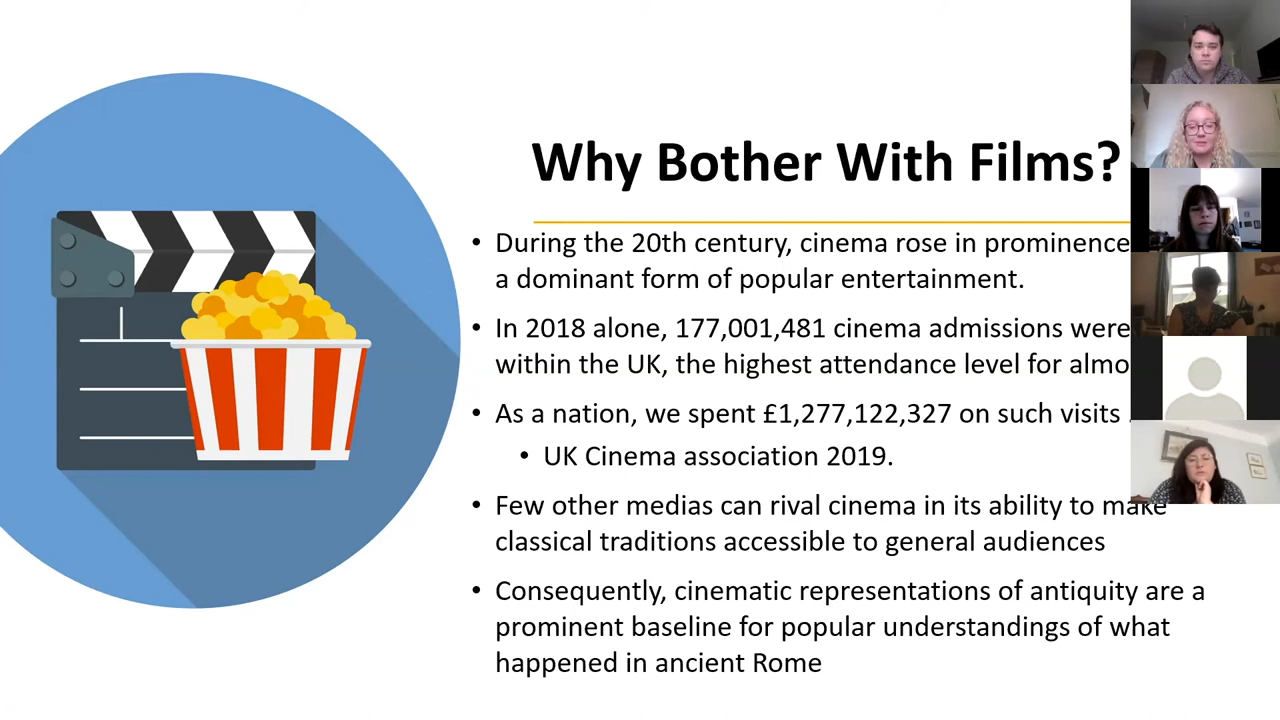 Why Bother With Films?
• During the 20th century, cinema rose in prominence
a dominant form of popular entertainment.
• In 2018 alone, 177,001,481 cinema admissions were
within the UK, the highest attendance level for
• As a nation, we spent £1,277,122,327 on such visits
• UK Cinema association 2019.
• Few other medias can rival cinema in its ability to make
classical traditions accessible to general audiences
• Consequently, cinematic representations of antiquity are a
prominent baseline for popular understandings of what
happened in ancient Rome